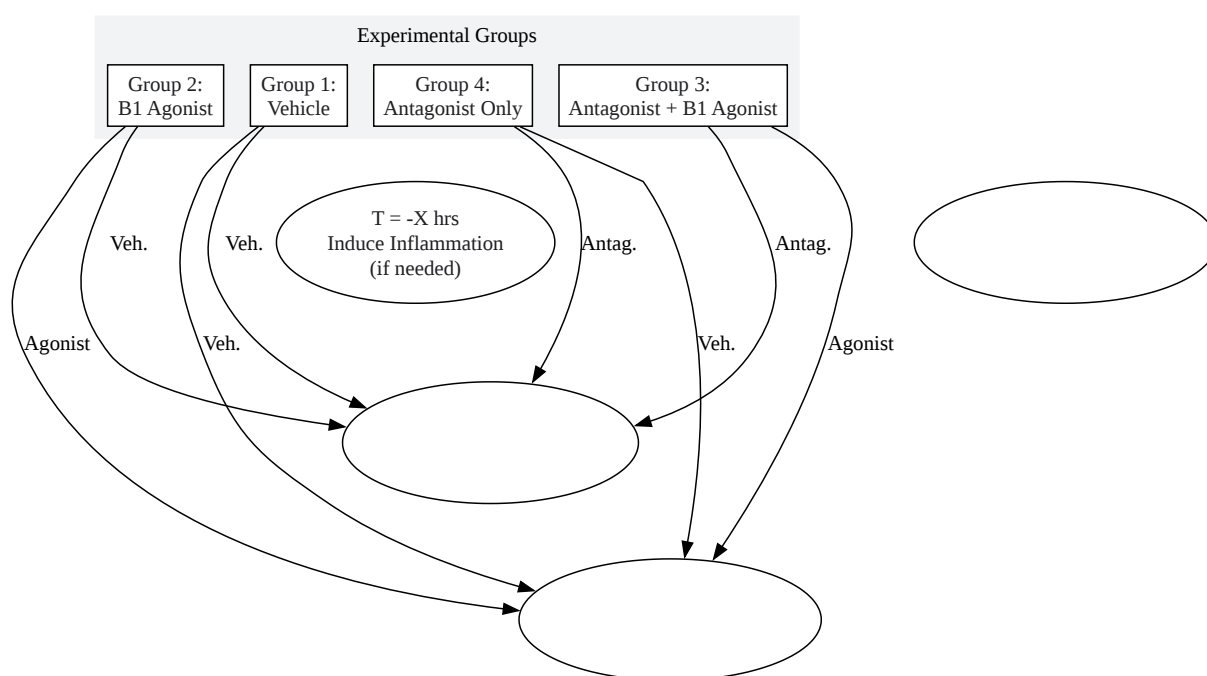 Experimental Groups
Group 2:
B1 Agonist
Group 1:
Vehicle
Group 4:
Antagonist Only
Group 3:
Antagonist + B1 Agonist
T = -X hrs
Induce Inflammation
(if needed)
Veh.
Veh.
Antag.
Antag.
Agonist
Veh.
Veh.
Agonist